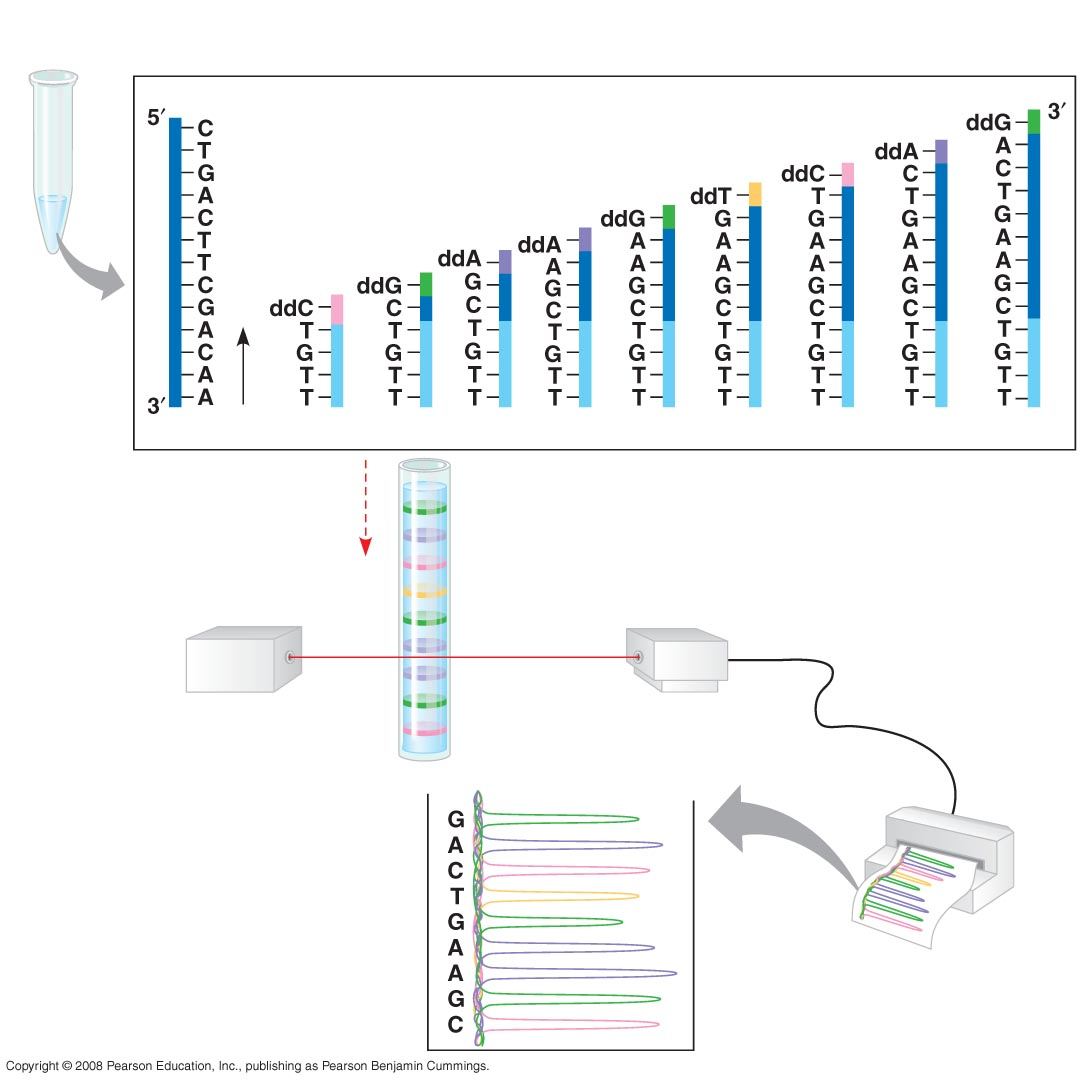 5′ C T G A C T T C G A C A A 3′
ddC T G T T
ddG C T G T T
ddA G C T G T T
ddA A G C T G T T
ddG A A G C T G T T
ddT G A A G C T G T T
ddC T G A A G C T G T T
ddA C T G A A G C T G T T
3′ ddG A C T G A A G C T G T T
G
A
C
T
G
A
A
G
C
Copyright © 2008 Pearson Education, Inc., publishing as Pearson Benjamin Cummings.